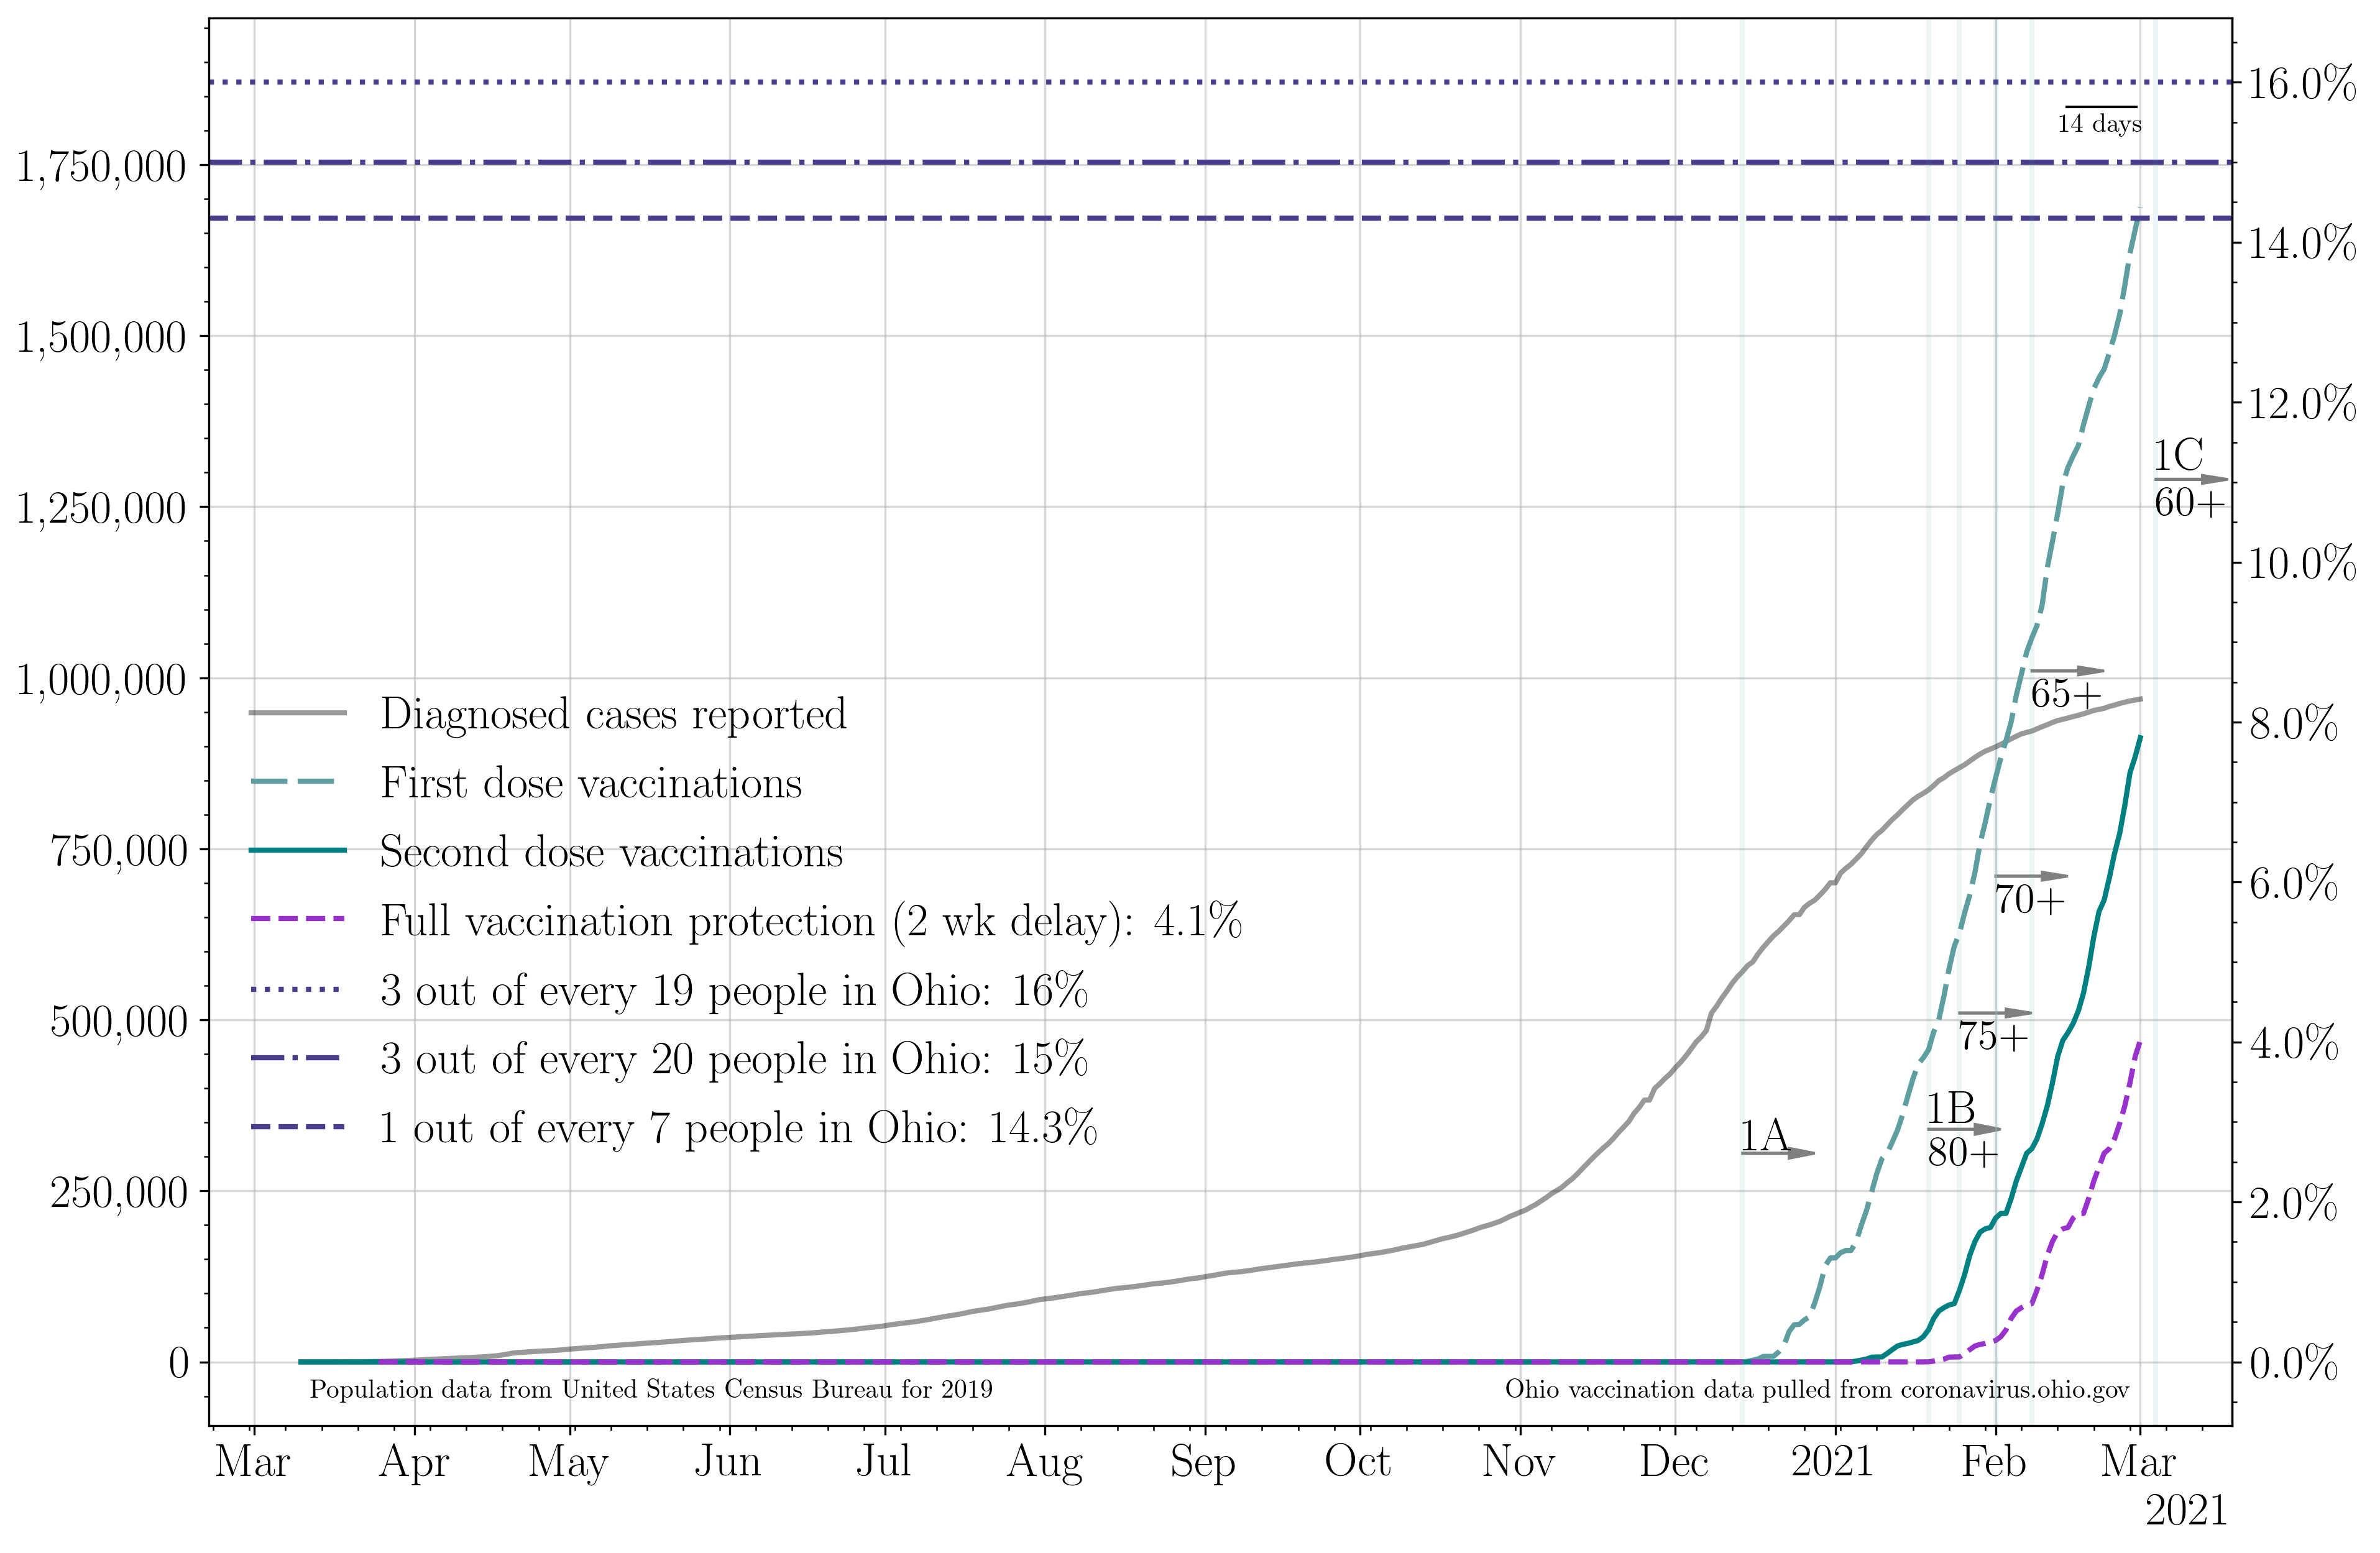 16.0%
14 days
1,750,000
14.0%
1,500,000
12.0%
1C
1,250,000
60+
10.0%
1,000,000
65+
Diagnosed cases reported
8.0%
First dose vaccinations
750,000
Second dose vaccinations
6.0%
70+
Full vaccination protection (2 wk delay): 4.1%
3 out of every 19 people in Ohio: 16%
500,000
75+
4.0%
3 out of every 20 people in Ohio: 15%
1B
1 out of every 7 people in Ohio: 14.3%
1A
80+
250,000
2.0%
0
0.0%
Population data from United States Census Bureau for 2019
Ohio vaccination data pulled from coronavirus.ohio.gov
Mar Apr May Jun Jul Aug Sep Oct Nov Dec 2021 Feb Mar
2021